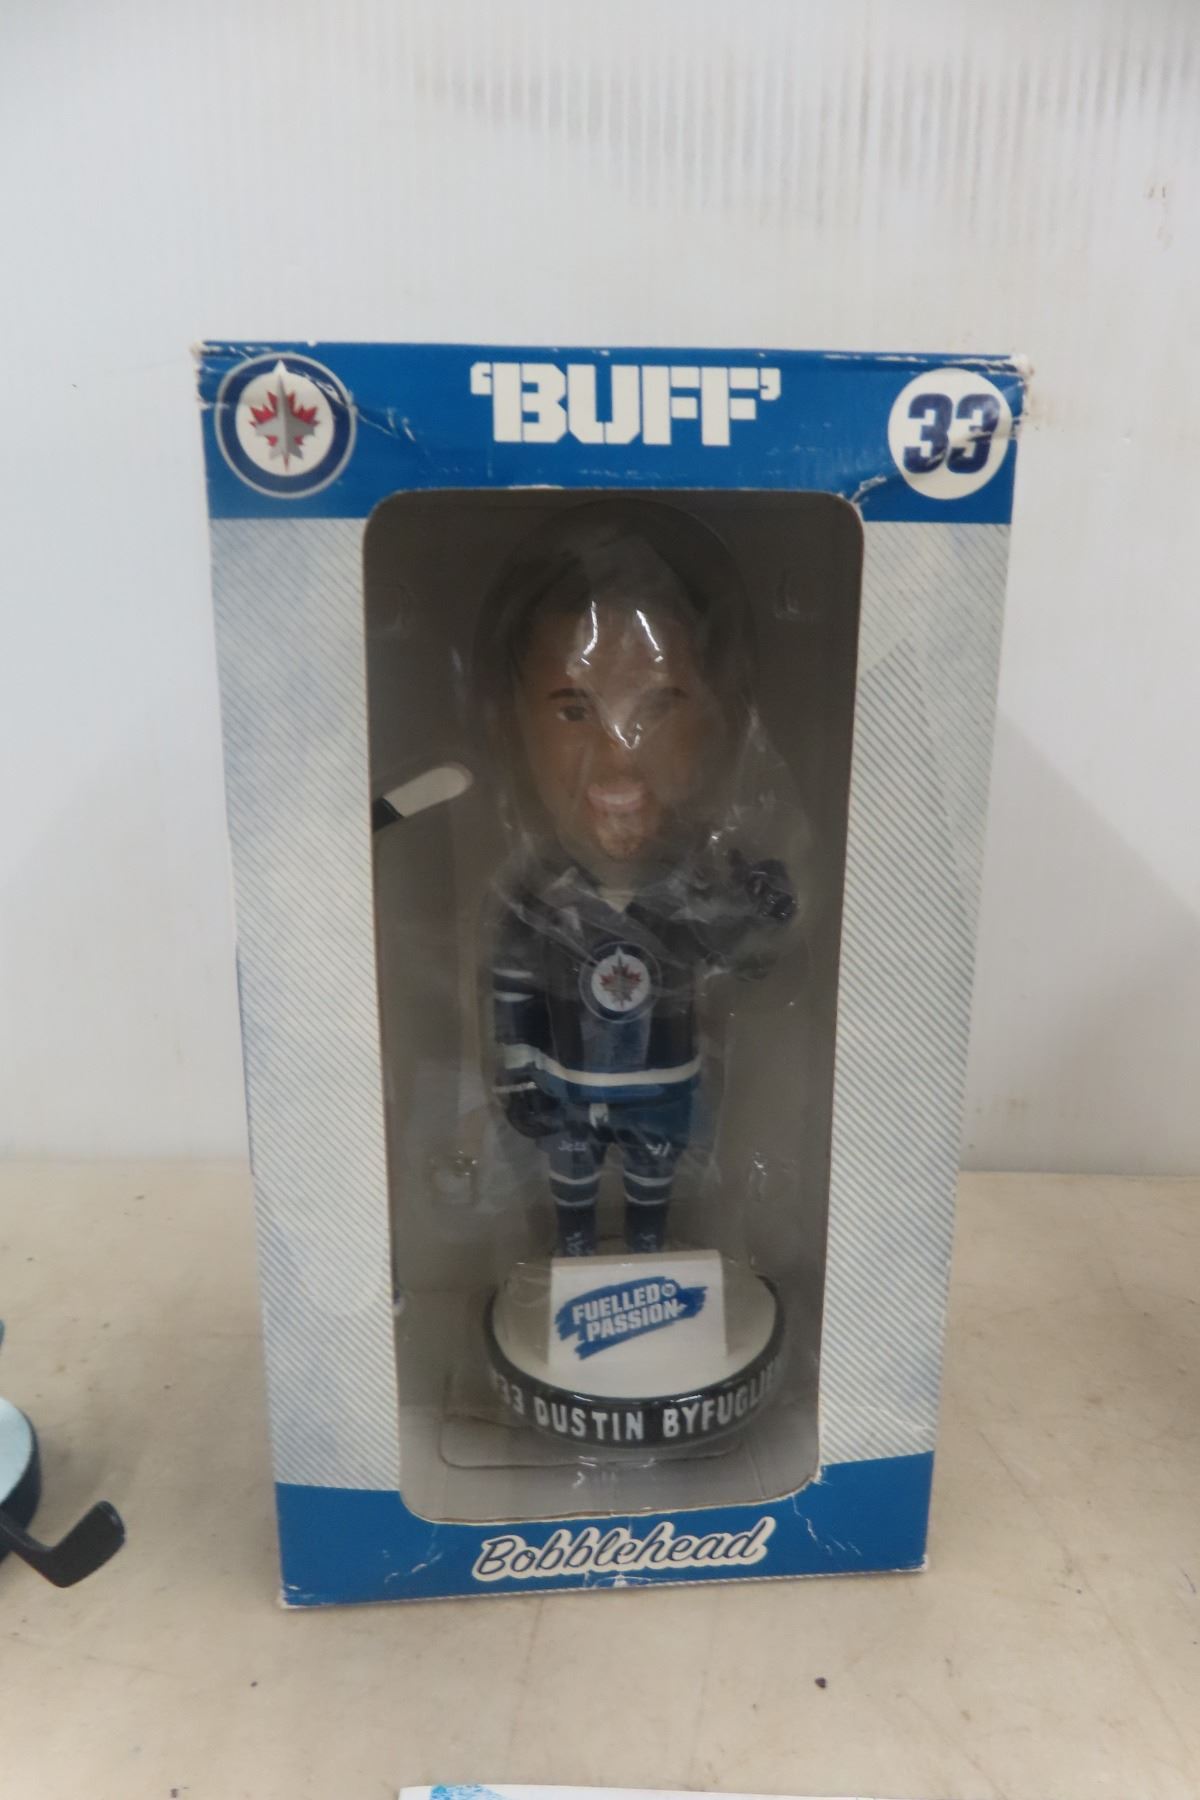 'BUFF'
33
FUELLED BY
PASSION
#33 DUSTIN BYFUGLIEN
Bobblehead